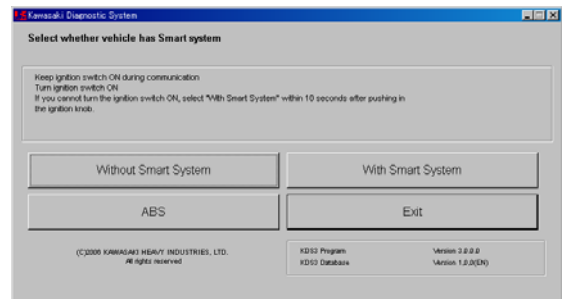 Kawasaki Diagnostic System
Select whether vehicle has Smart system
Keep ignition switch ON during communication
Turn ignition switch ON
If you cannot turn the ignition switch ON, select "With Smart System" within 10 seconds after pushing in
the ignition knob.
Without Smart System
With Smart System
ABS
Exit
(C)2006 KAWASAKI HEAVY INDUSTRIES, LTD.
All rights reserved
KDS3 Program Version 3.0.0.0
KDS3 Database Version 1.0.0(EN)